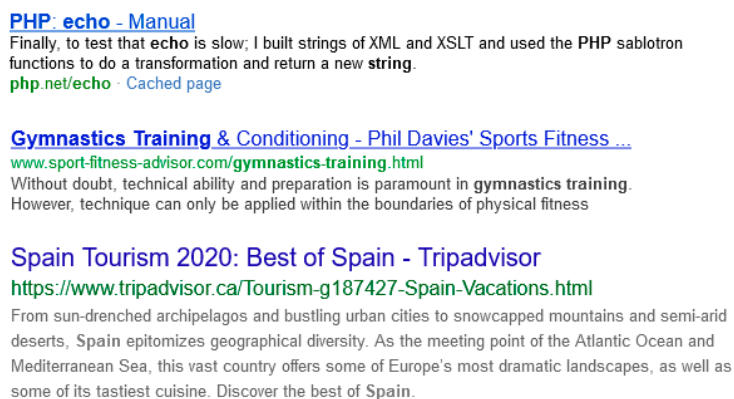 PHP: echo - Manual
Finally, to test that echo is slow; I built strings of XML and XSLT and used the PHP sablotron
functions to do a transformation and return a new string.
php.net/echo · Cached page
Gymnastics Training & Conditioning - Phil Davies' Sports Fitness ...
www.sport-fitness-advisor.com/gymnastics-training.html
Without doubt, technical ability and preparation is paramount in gymnastics training.
However, technique can only be applied within the boundaries of physical fitness
Spain Tourism 2020: Best of Spain - Tripadvisor
https://www.tripadvisor.ca/Tourism-g187427-Spain-Vacations.html
From sun-drenched archipelagos and bustling urban cities to snowcapped mountains and semi-arid
deserts, Spain epitomizes geographical diversity. As the meeting point of the Atlantic Ocean and
Mediterranean Sea, this vast country offers some of Europe's most dramatic landscapes, as well as
some of its tastiest cuisine. Discover the best of Spain.